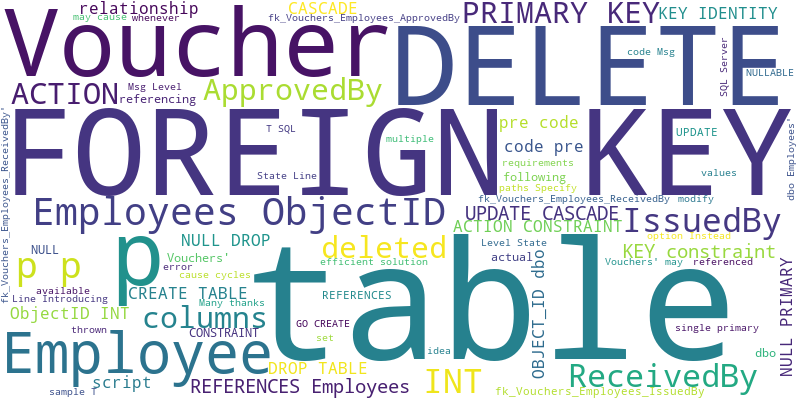 relationship
CASCADE
PRIMARY KEY
KEY IDENTITY
may cause
whenever
fk_Vouchers_Employees_ApprovedBy
Voucher
DELETE
code Msg
SQL Server
NULLABLE
ACTION
Msg Level
referencing
ApprovedBy
FOREIGN KEY
T SQL
multiple
pre code
UPDATE
code pre
requirements
State Line
following
values
paths Specify
dbo Employees'
fk_Vouchers_Employees_ReceivedBy'
fk_Vouchers_Employees_ReceivedBy
modify
Employees ObjectID
UPDATE CASCADE
IssuedBy
ACTION CONSTRAINT
p
NULL DROP
deleted
Level State
option Instead
NULL
KEY constraint
p p
Vouchers'
efficient solution
actual
Vouchers' may
referenced
error
cause cycles
table
available
Line Introducing
CREATE TABLE
Many thanks
REFERENCES
OBJECT_ID dbo
NULL PRIMARY
ObjectID INT
columns
GO CREATE
thrown
CONSTRAINT
set
single primary
Employee
idea
dbo
DROP TABLE
script
REFERENCES Employees
INT
ReceivedBy
sample T
fk_Vouchers_Employees_IssuedBy